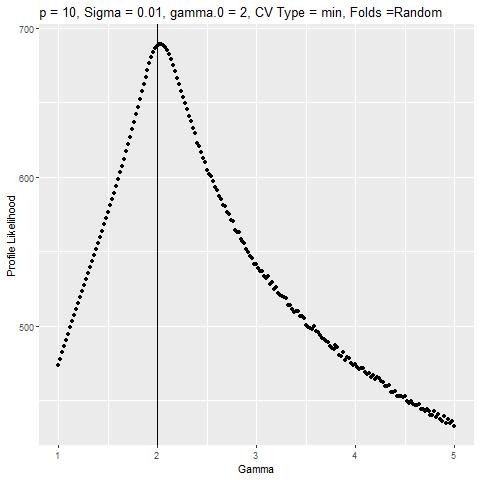 p = 10, Sigma = 0.01, gamma.0 = 2, CV Type = min, Folds =Random
700
600
500
Profile Likelihood
1 2 3 4 5
Gamma